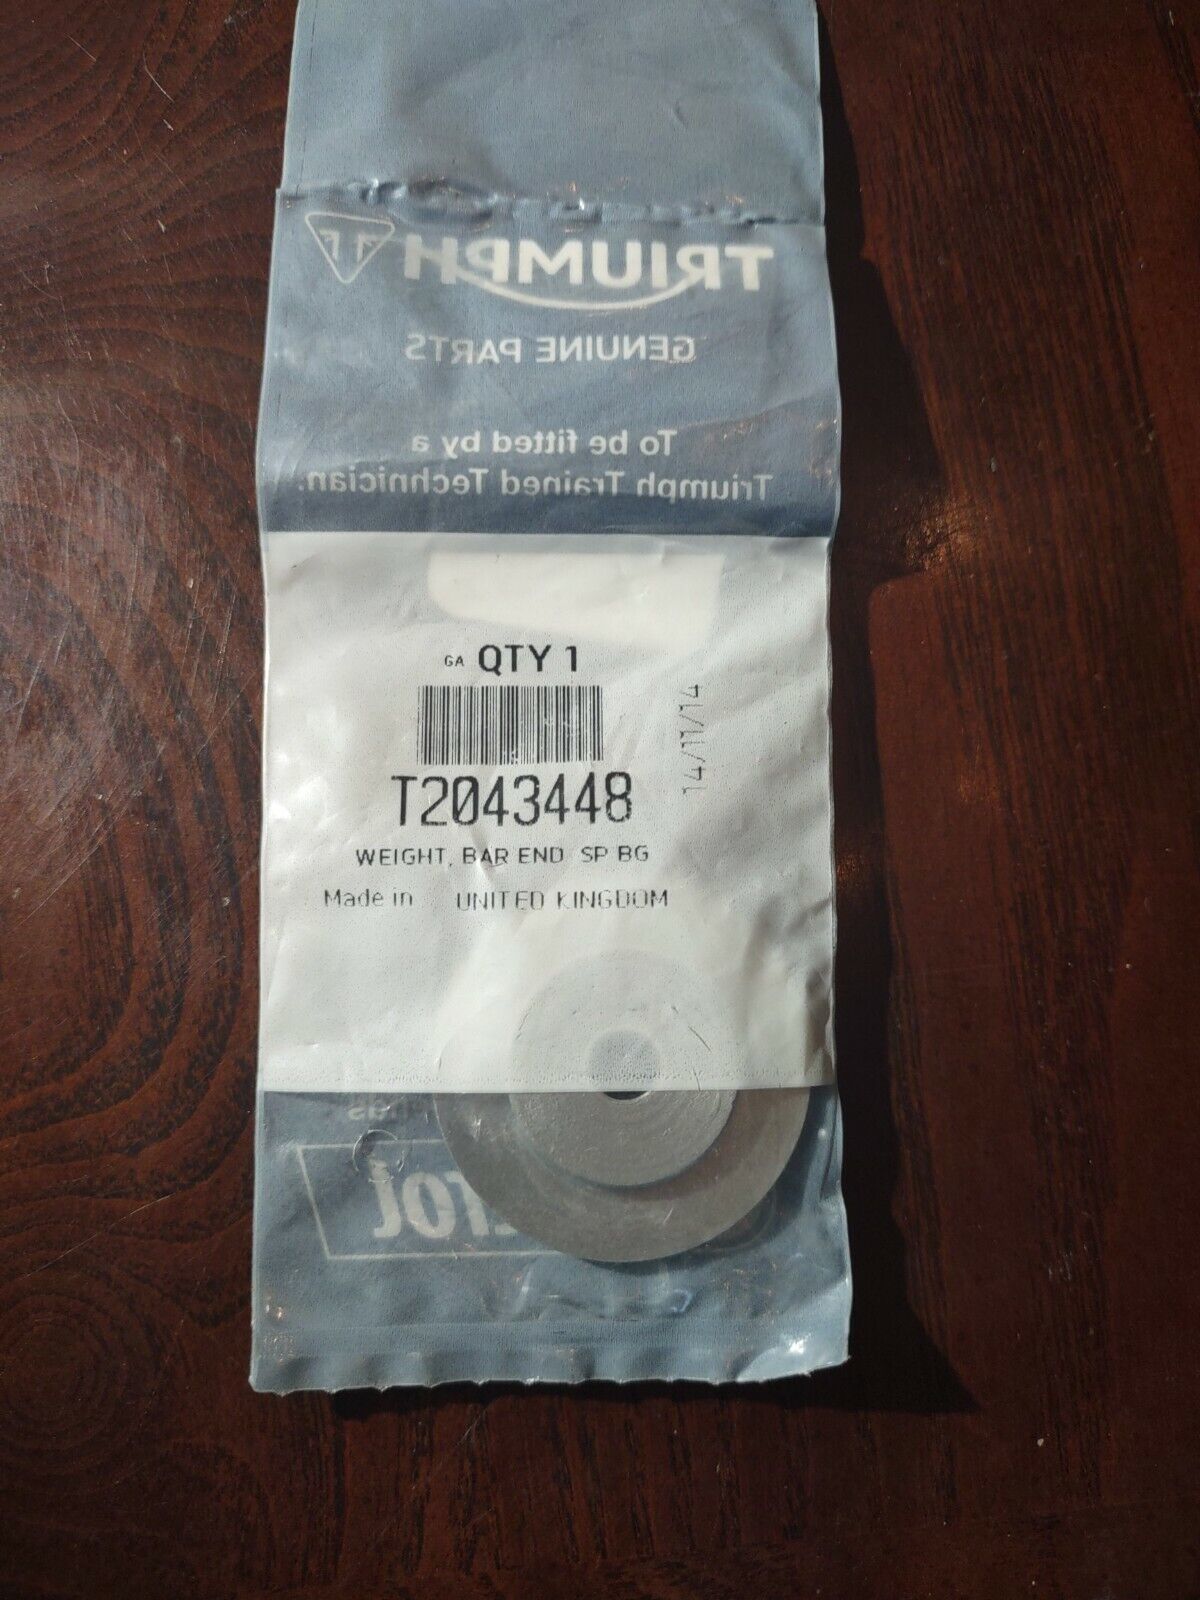 TRIUMPH
GENUINE PARTS
To be fitted by a
Triumph Trained Technician.
GA QTY 1
T2043448
14/11/14
WEIGHT, BAR END SP BG
Made in UNITED KINGDOM